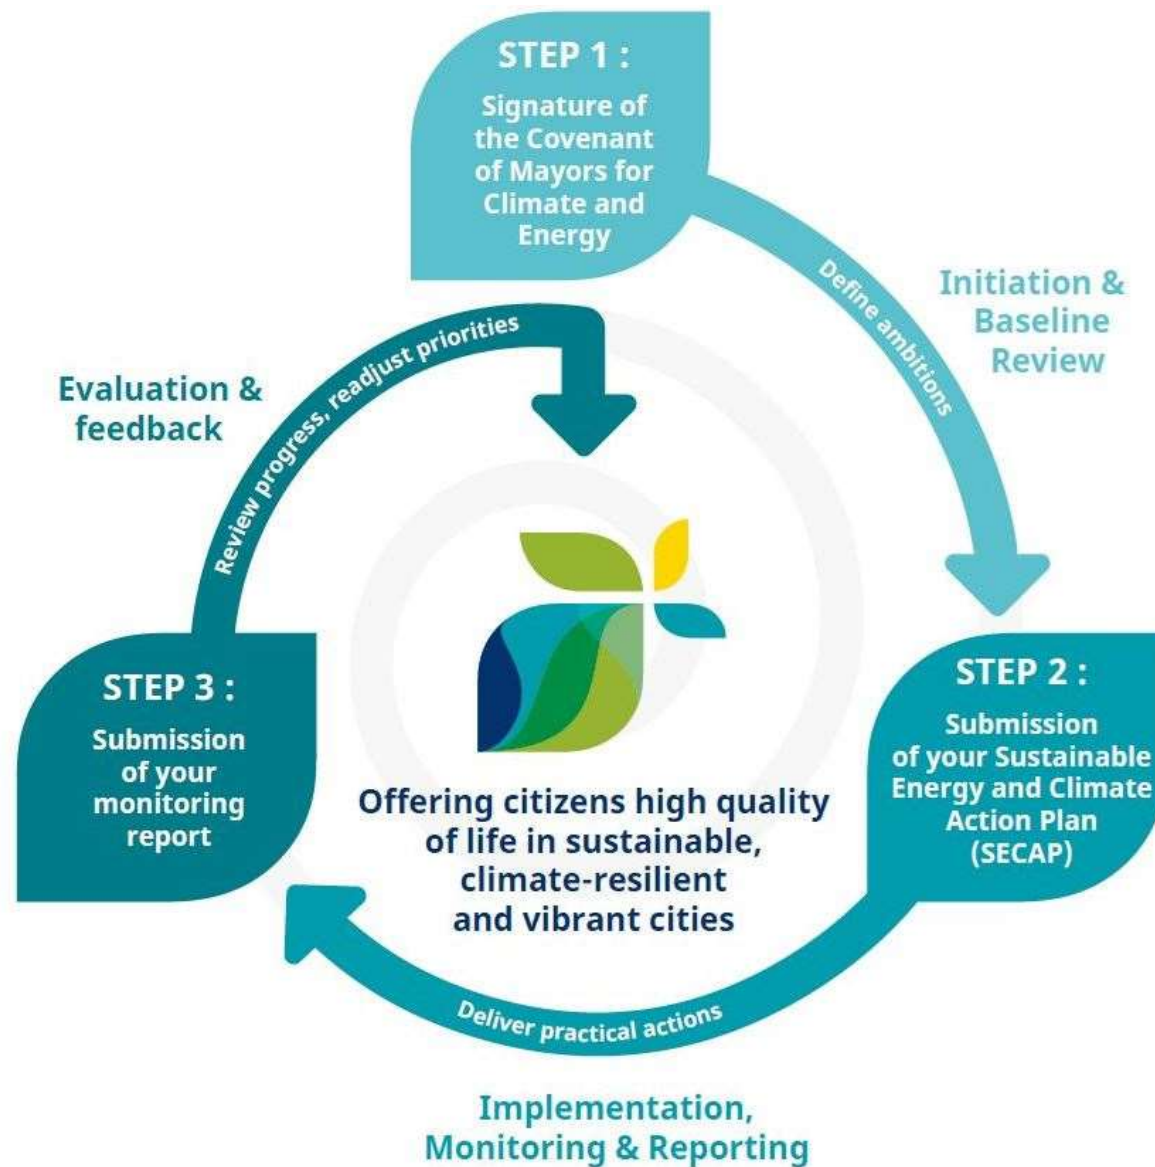 STEP 1 :
Signature of
the Covenant
of Mayors for
Climate and
Energy
Define ambitions
Initiation &
Baseline
Review
STEP 2 :
Submission
of your Sustainable
Energy and Climate
Action Plan
(SECAP)
Deliver practical actions
Implementation,
Monitoring & Reporting
STEP 3 :
Submission
of your
monitoring
report
Review progress, readjust priorities
Evaluation &
feedback
Offering citizens high quality
of life in sustainable,
climate-resilient
and vibrant cities